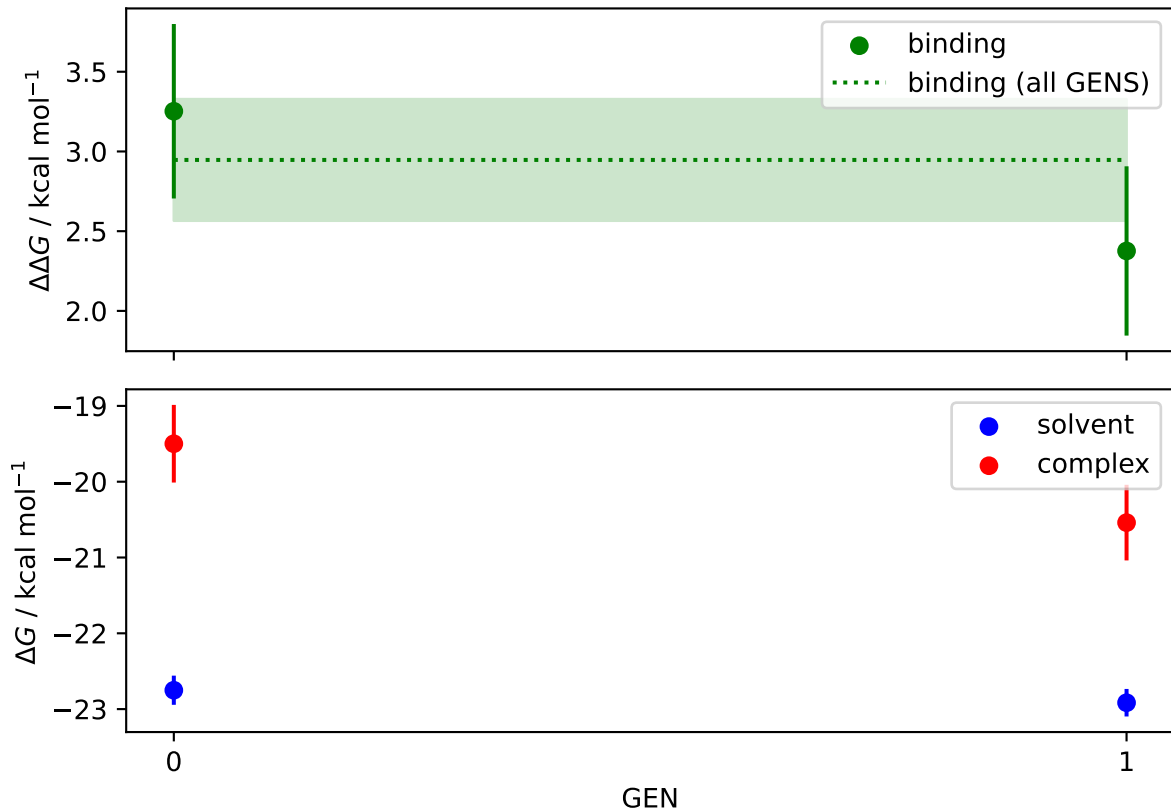 ΔΔG / kcal mol⁻¹
3.5
3.0
2.5
2.0
binding
binding (all GENS)
ΔG / kcal mol⁻¹
−19
−20
−21
−22
−23
solvent
complex
0
1
GEN